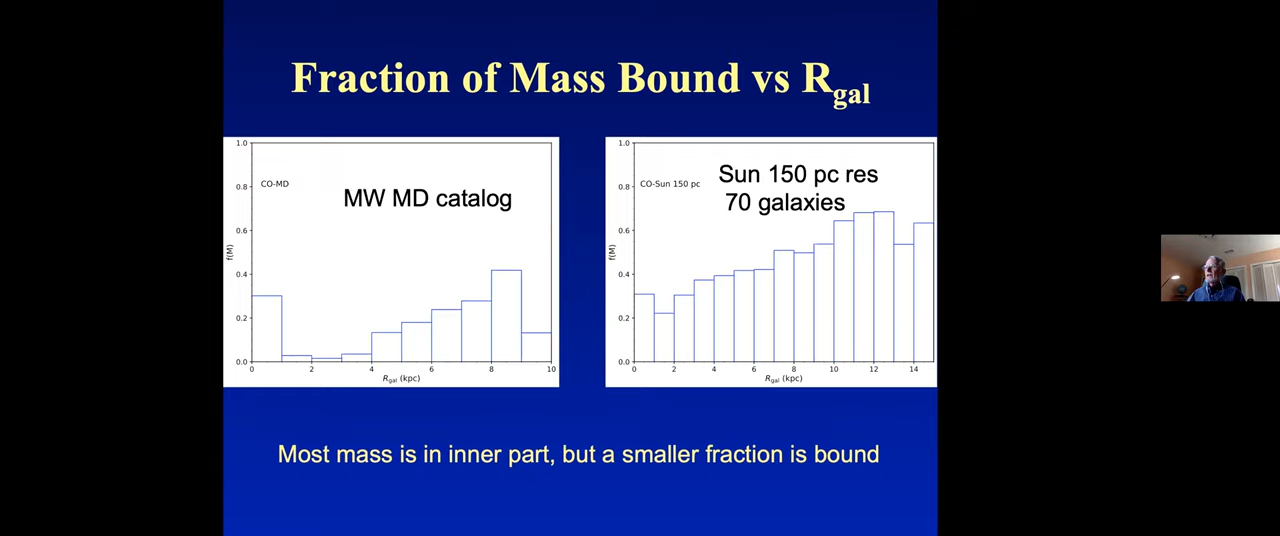 Fraction of Mass Bound vs Rgal
1.0
0.8
0.6
0.4
0.2
0.0
f(M)
CO-MD
MW MD catalog
0 2 4 6 8 10
Rgal (kpc)
1.0
0.8
0.6
0.4
0.2
0.0
f(M)
CO-Sun 150 pc
Sun 150 pc res
70 galaxies
0 2 4 6 8 10 12 14
Rgal (kpc)
Most mass is in inner part, but a smaller fraction is bound